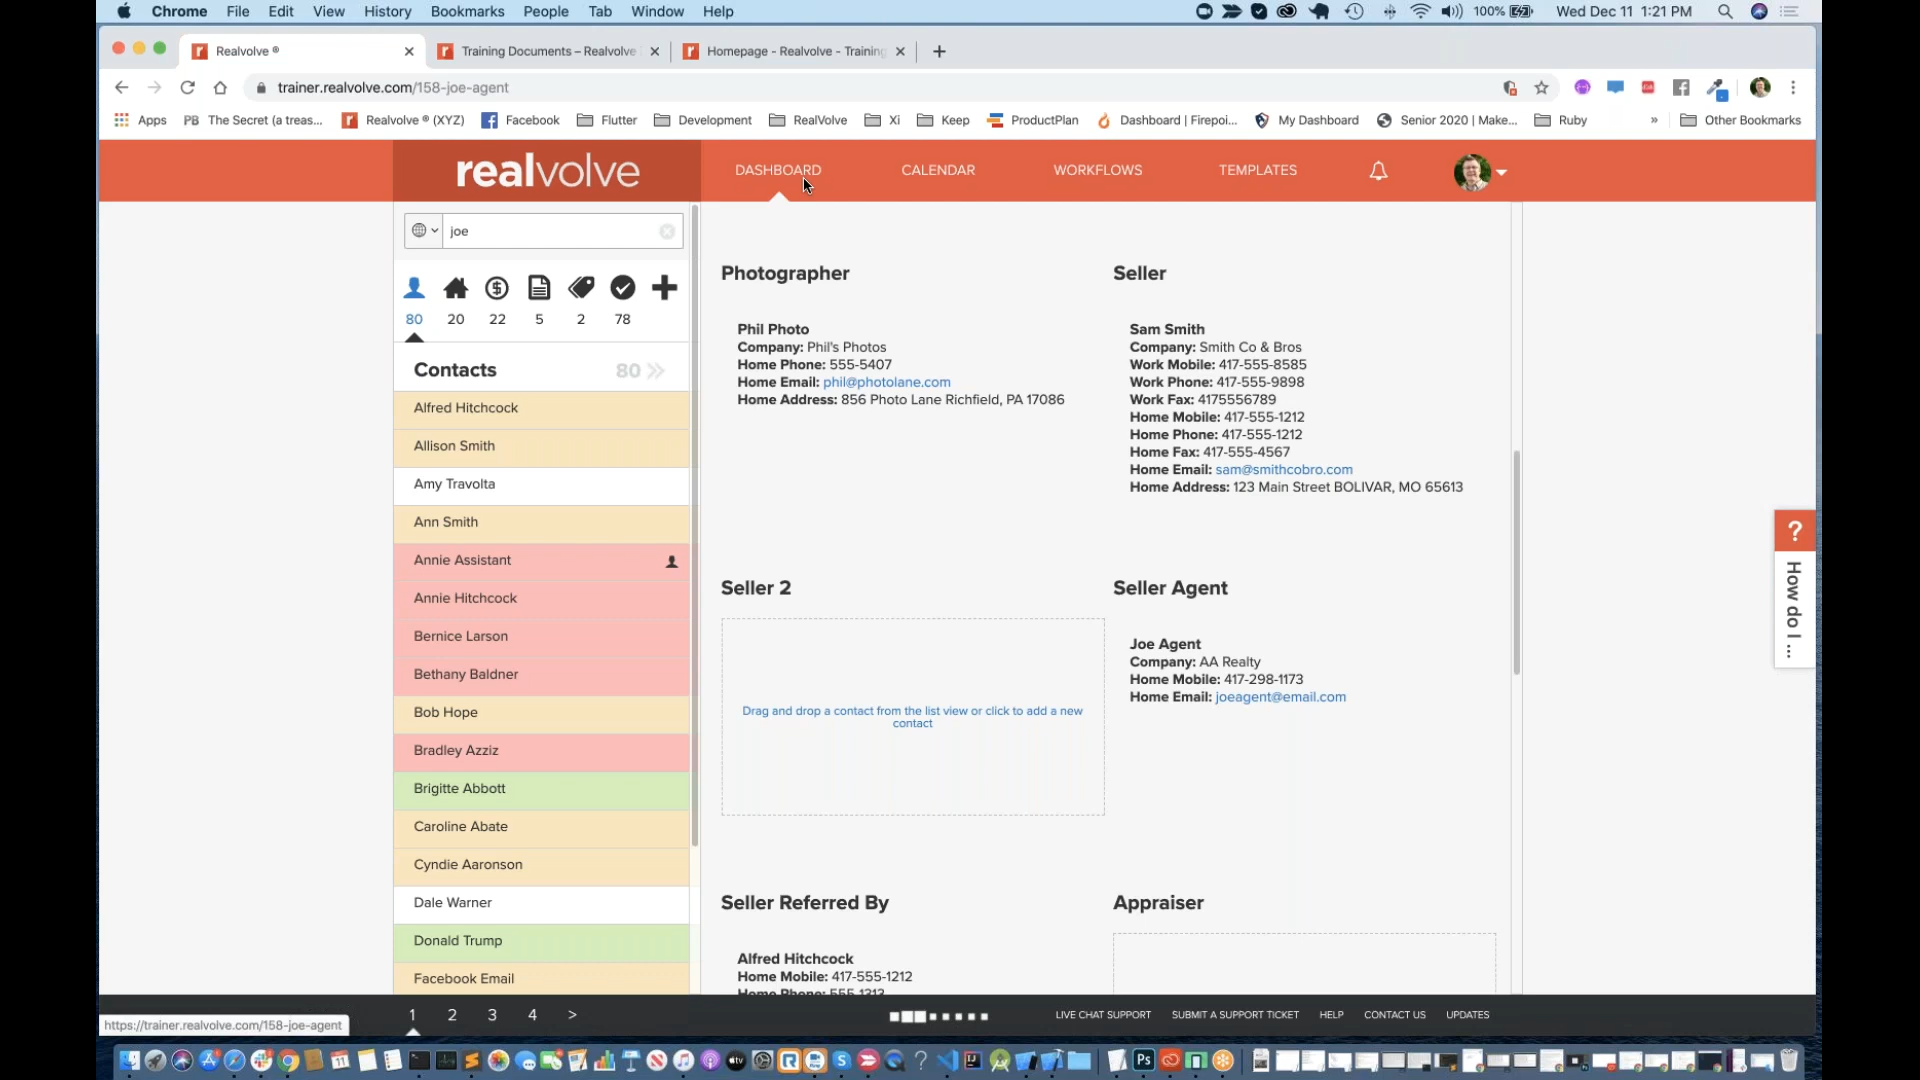 Chrome File Edit View History Bookmarks People Tab Window Help 100% Wed Dec 11 1:21 PM
Realvolve ® Training Documents – Realvolve Homepage - Realvolve - Training
trainer.realvolve.com/158-joe-agent
Apps PB The Secret (a treas... Realvolve ® (XYZ) Facebook Flutter Development RealVolve Xi Keep ProductPlan Dashboard | Firepoi... My Dashboard Senior 2020 | Make... Ruby » Other Bookmarks
realvolve DASHBOARD CALENDAR WORKFLOWS TEMPLATES
joe
80 20 22 5 2 78
Contacts 80
Alfred Hitchcock
Allison Smith
Amy Travolta
Ann Smith
Annie Assistant
Annie Hitchcock
Bernice Larson
Bethany Baldner
Bob Hope
Bradley Azziz
Brigitte Abbott
Caroline Abate
Cyndie Aaronson
Dale Warner
Donald Trump
Facebook Email
Photographer
Phil Photo
Company: Phil's Photos
Home Phone: 555-5407
Home Email: phil@photolane.com
Home Address: 856 Photo Lane Richfield, PA 17086
Seller
Sam Smith
Company: Smith Co & Bros
Work Mobile: 417-555-8585
Work Phone: 417-555-9898
Work Fax: 4175556789
Home Mobile: 417-555-1212
Home Phone: 417-555-1212
Home Fax: 417-555-4567
Home Email: sam@smithcobro.com
Home Address: 123 Main Street BOLIVAR, MO 65613
Seller 2
Drag and drop a contact from the list view or click to add a new
contact
Seller Agent
Joe Agent
Company: AA Realty
Home Mobile: 417-298-1173
Home Email: joeagent@email.com
Seller Referred By
Alfred Hitchcock
Home Mobile: 417-555-1212
Home Phone: 555-1313
Appraiser
? How do I ...
1 2 3 4 > LIVE CHAT SUPPORT SUBMIT A SUPPORT TICKET HELP CONTACT US UPDATES
https://trainer.realvolve.com/158-joe-agent